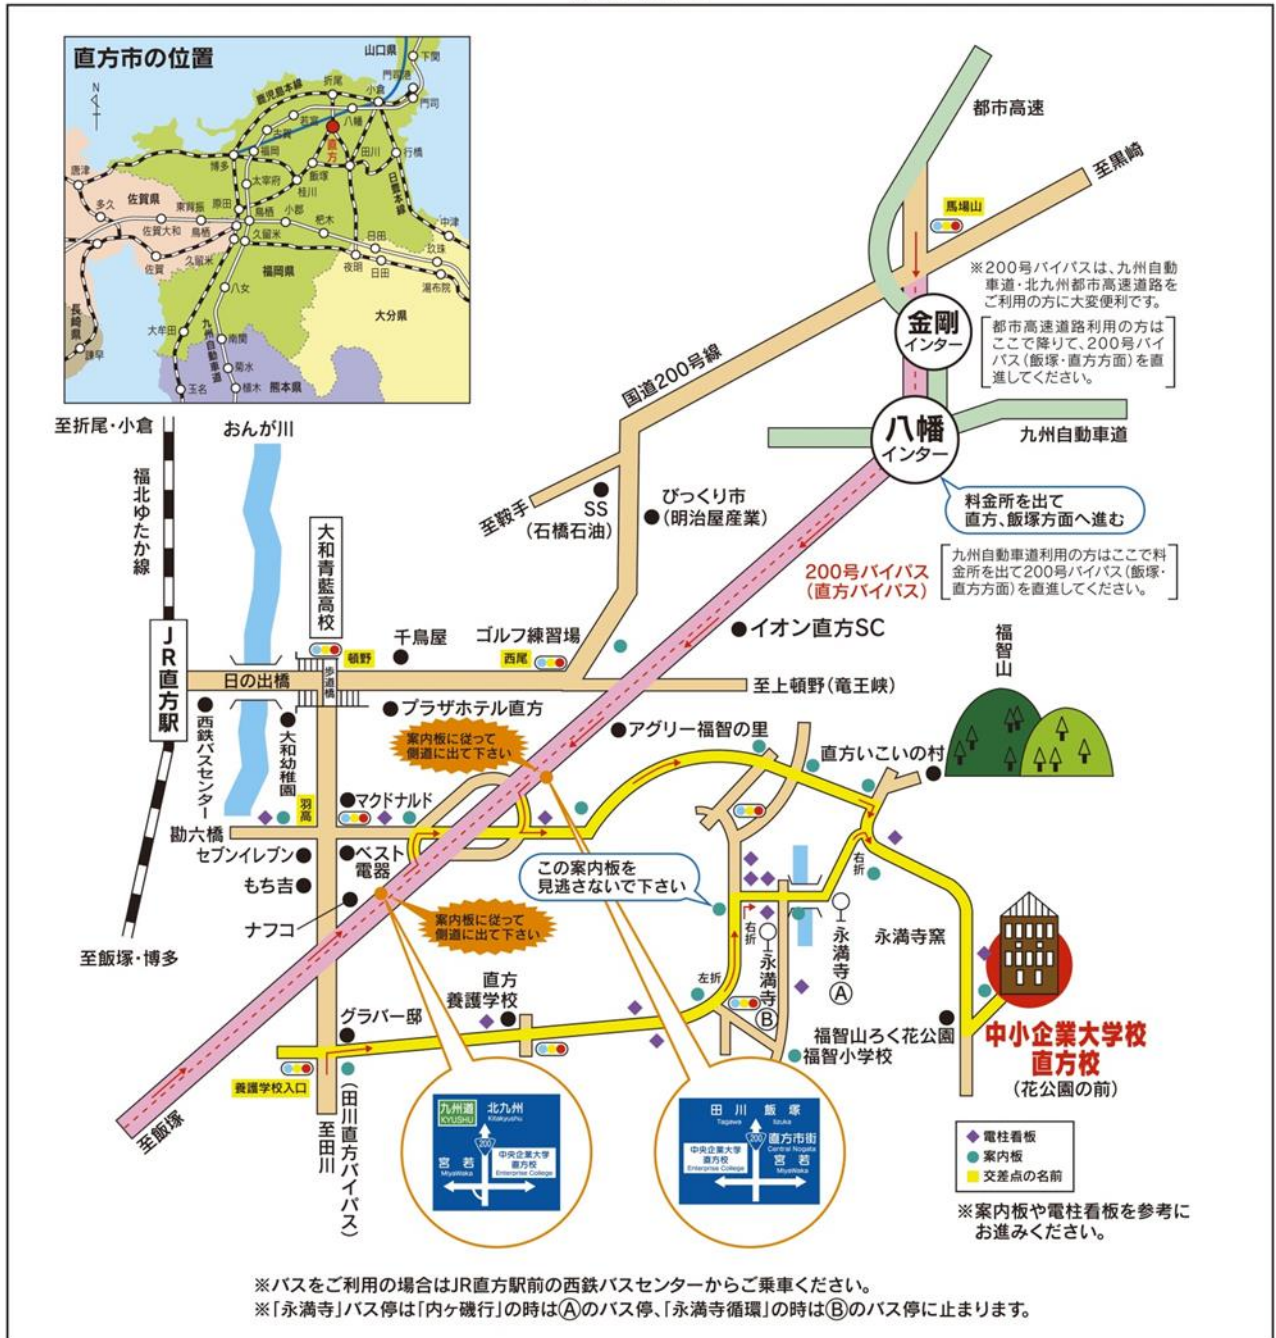 直方市の位置
N
山口県
下関
門司港
門司
折尾
小倉
鹿児島本線
若宮
八幡
古賀
福岡
直方
田川
行橋
博多
唐津
飯塚
桂川
太宰府
日豊本線
佐賀県
多久
東背振
原田
鳥栖
小郡
杷木
中津
佐賀大和
鳥栖
久留米
日田
玖珠
佐賀
久留米
福岡県
夜明
日田
湯布院
八女
大分県
長崎県
諫早
大牟田
九州自動車道
南関
菊水
玉名
植木
熊本県
都市高速
至黒崎
馬場山
※200号バイパスは、九州自動
車道・北九州都市高速道路を
ご利用の方に大変便利です。
金剛
インター
都市高速道路利用の方は
ここで降りて、200号バイ
パス(飯塚・直方方面)を直
進してください。
国道200号線
八幡
インター
九州自動車道
料金所を出て
直方、飯塚方面へ進む
九州自動車道利用の方はここで料
金所を出て200号バイパス(飯塚・
直方方面)を直進してください。
200号バイパス
(直方バイパス)
至折尾・小倉
おんが川
福北ゆたか線
至鞍手
SS
(石橋石油)
びっくり市
(明治屋産業)
大和青藍高校
イオン直方SC
福智山
JR直方駅
日の出橋
歩道橋
頓野
千鳥屋
ゴルフ練習場
西尾
至上頓野(竜王峡)
西鉄バスセンター
大和幼稚園
プラザホテル直方
案内板に従って
側道に出て下さい
アグリー福智の里
直方いこいの村
羽高
マクドナルド
勘六橋
セブンイレブン
ベスト
電器
もち吉
ナフコ
この案内板を
見逃さないで下さい
右折
案内板に従って
側道に出て下さい
右折
永満寺Ⓐ
永満寺窯
至飯塚・博多
直方
養護学校
左折
永満寺Ⓑ
グラバー邸
福智山ろく花公園
福智小学校
中小企業大学校
直方校
(花公園の前)
養護学校入口
至飯塚
至田川
(田川直方バイパス)
九州道
KYUSHU
北九州
Kitakyushu
200
宮若
MiyaWaka
中央企業大学
直方校
Enterprise College
田川
Tagawa
飯塚
Iizuka
200
中央企業大学
直方校
Enterprise College
直方市街
Central Nogata
宮若
MiyaWaka
電柱看板
案内板
交差点の名前
※案内板や電柱看板を参考に
お進みください。
※バスをご利用の場合はJR直方駅前の西鉄バスセンターからご乗車ください。
※「永満寺」バス停は「内ヶ磯行」の時はⒶのバス停、「永満寺循環」の時はⒷのバス停に止まります。